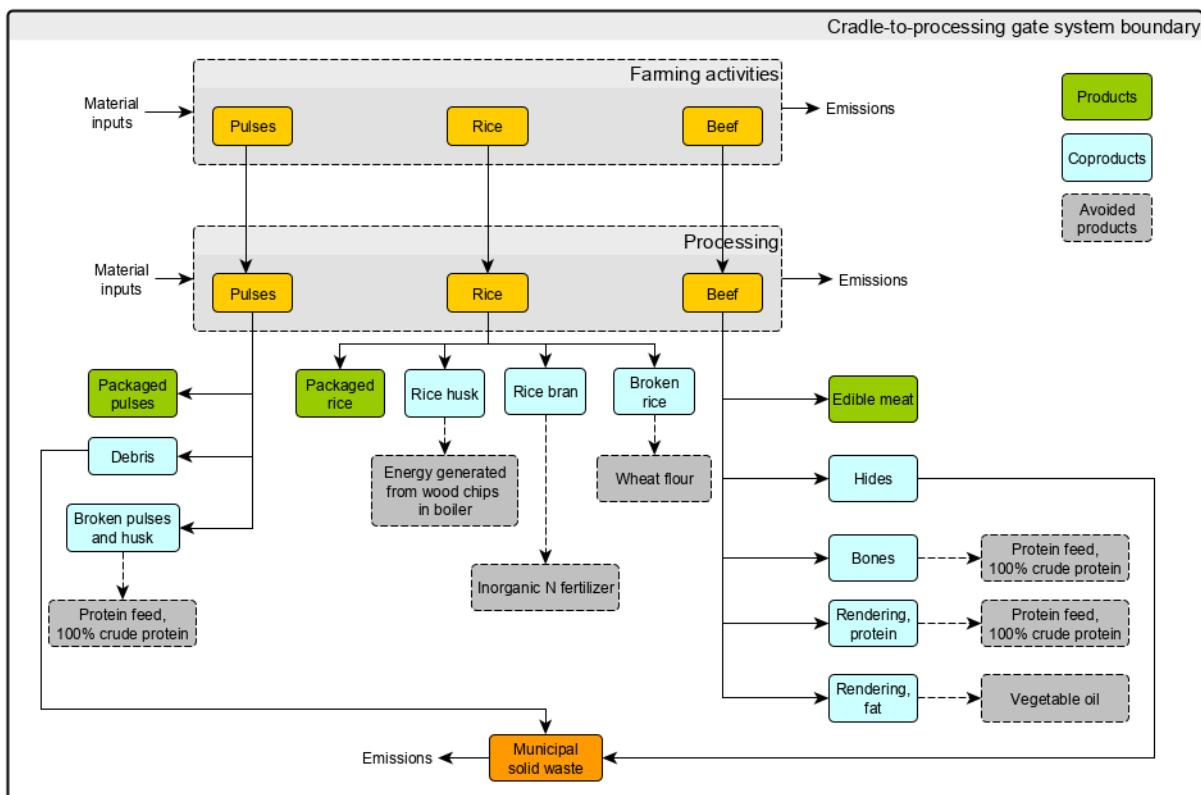 Cradle-to-processing gate system boundary
Farming activities
Material
inputs
Pulses
Rice
Beef
Emissions
Products
Coproducts
Avoided
products
Processing
Material
inputs
Pulses
Rice
Beef
Emissions
Packaged
pulses
Debris
Broken pulses
and husk
Protein feed,
100% crude protein
Packaged
rice
Rice husk
Energy generated
from wood chips
in boiler
Rice bran
Inorganic N fertilizer
Broken
rice
Wheat flour
Edible meat
Hides
Bones
Protein feed,
100% crude protein
Rendering,
protein
Protein feed,
100% crude protein
Rendering,
fat
Vegetable oil
Emissions
Municipal
solid waste